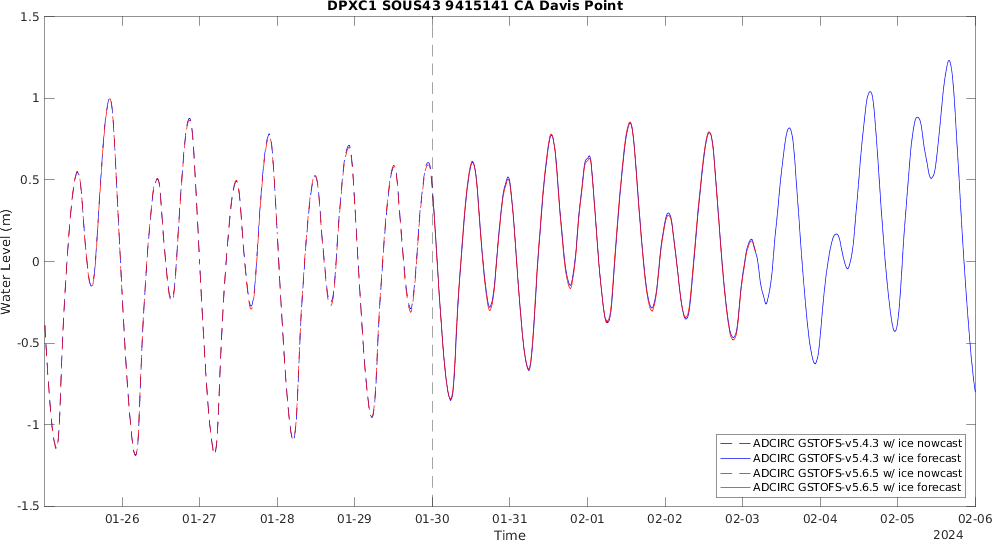 DPXC1 SOUS43 9415141 CA Davis Point
1.5
1
0.5
0
-0.5
-1
-1.5
Water Level (m)
01-26 01-27 01-28 01-29 01-30 01-31 02-01 02-02 02-03 02-04 02-05 02-06
Time
2024
ADCIRC GSTOFS-v5.4.3 w/ ice nowcast
ADCIRC GSTOFS-v5.4.3 w/ ice forecast
ADCIRC GSTOFS-v5.6.5 w/ ice nowcast
ADCIRC GSTOFS-v5.6.5 w/ ice forecast